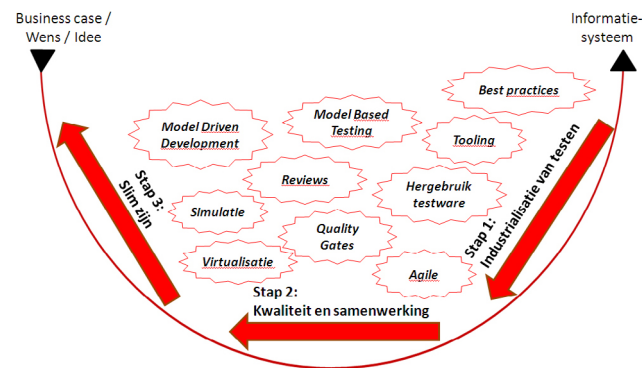 Business case /
Wens / Idee
Informatie-
systeem
Best practices
Model Driven
Development
Model Based
Testing
Tooling
Reviews
Hergebruik
testware
SImulatie
Quality
Gates
Virtualisatie
Agile
Stap 1:
Industrialisatie van testen
Stap 2:
Kwaliteit en samenwerking
Stap 3:
Slim zijn